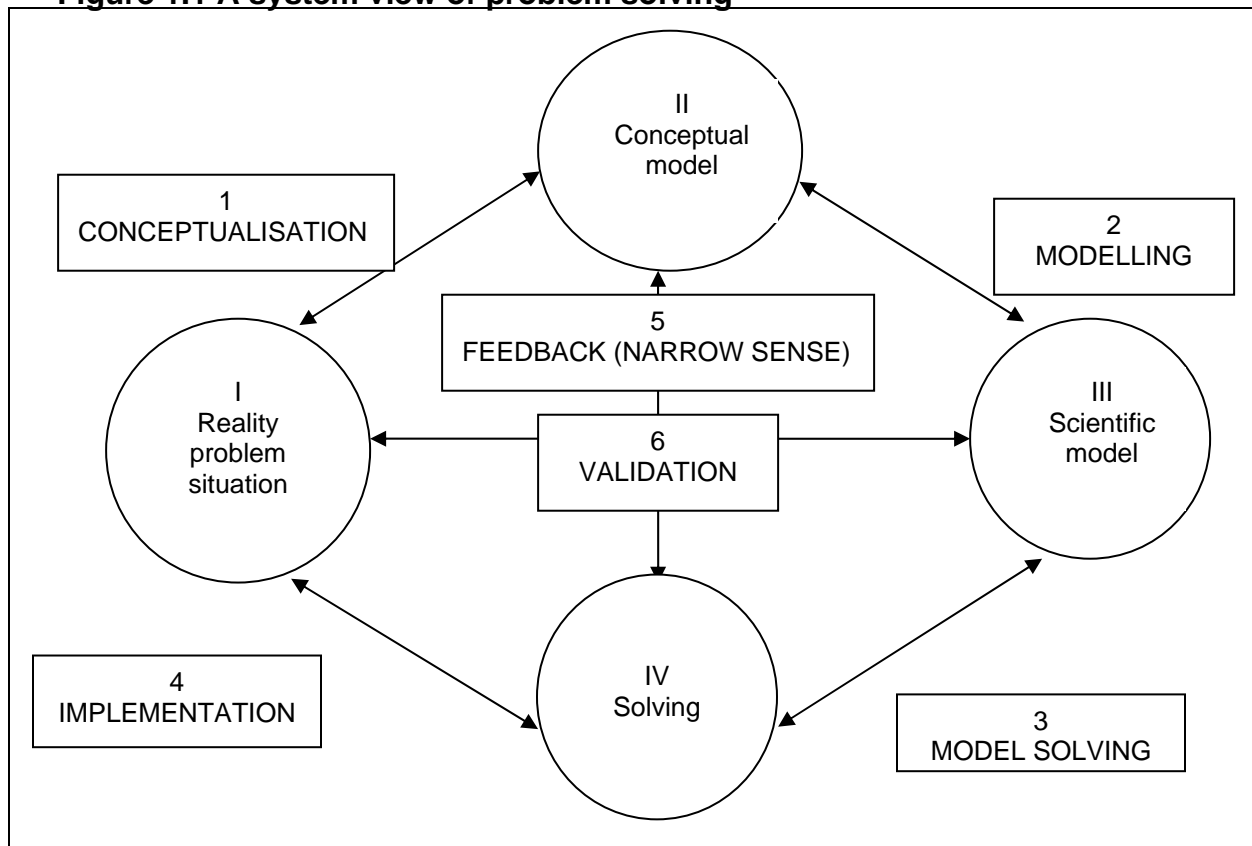 Figure 1.1 A system view of problem solving
II
Conceptual
model
1
CONCEPTUALISATION
2
MODELLING
5
FEEDBACK (NARROW SENSE)
I
Reality
problem
situation
III
Scientific
model
6
VALIDATION
4
IMPLEMENTATION
IV
Solving
3
MODEL SOLVING